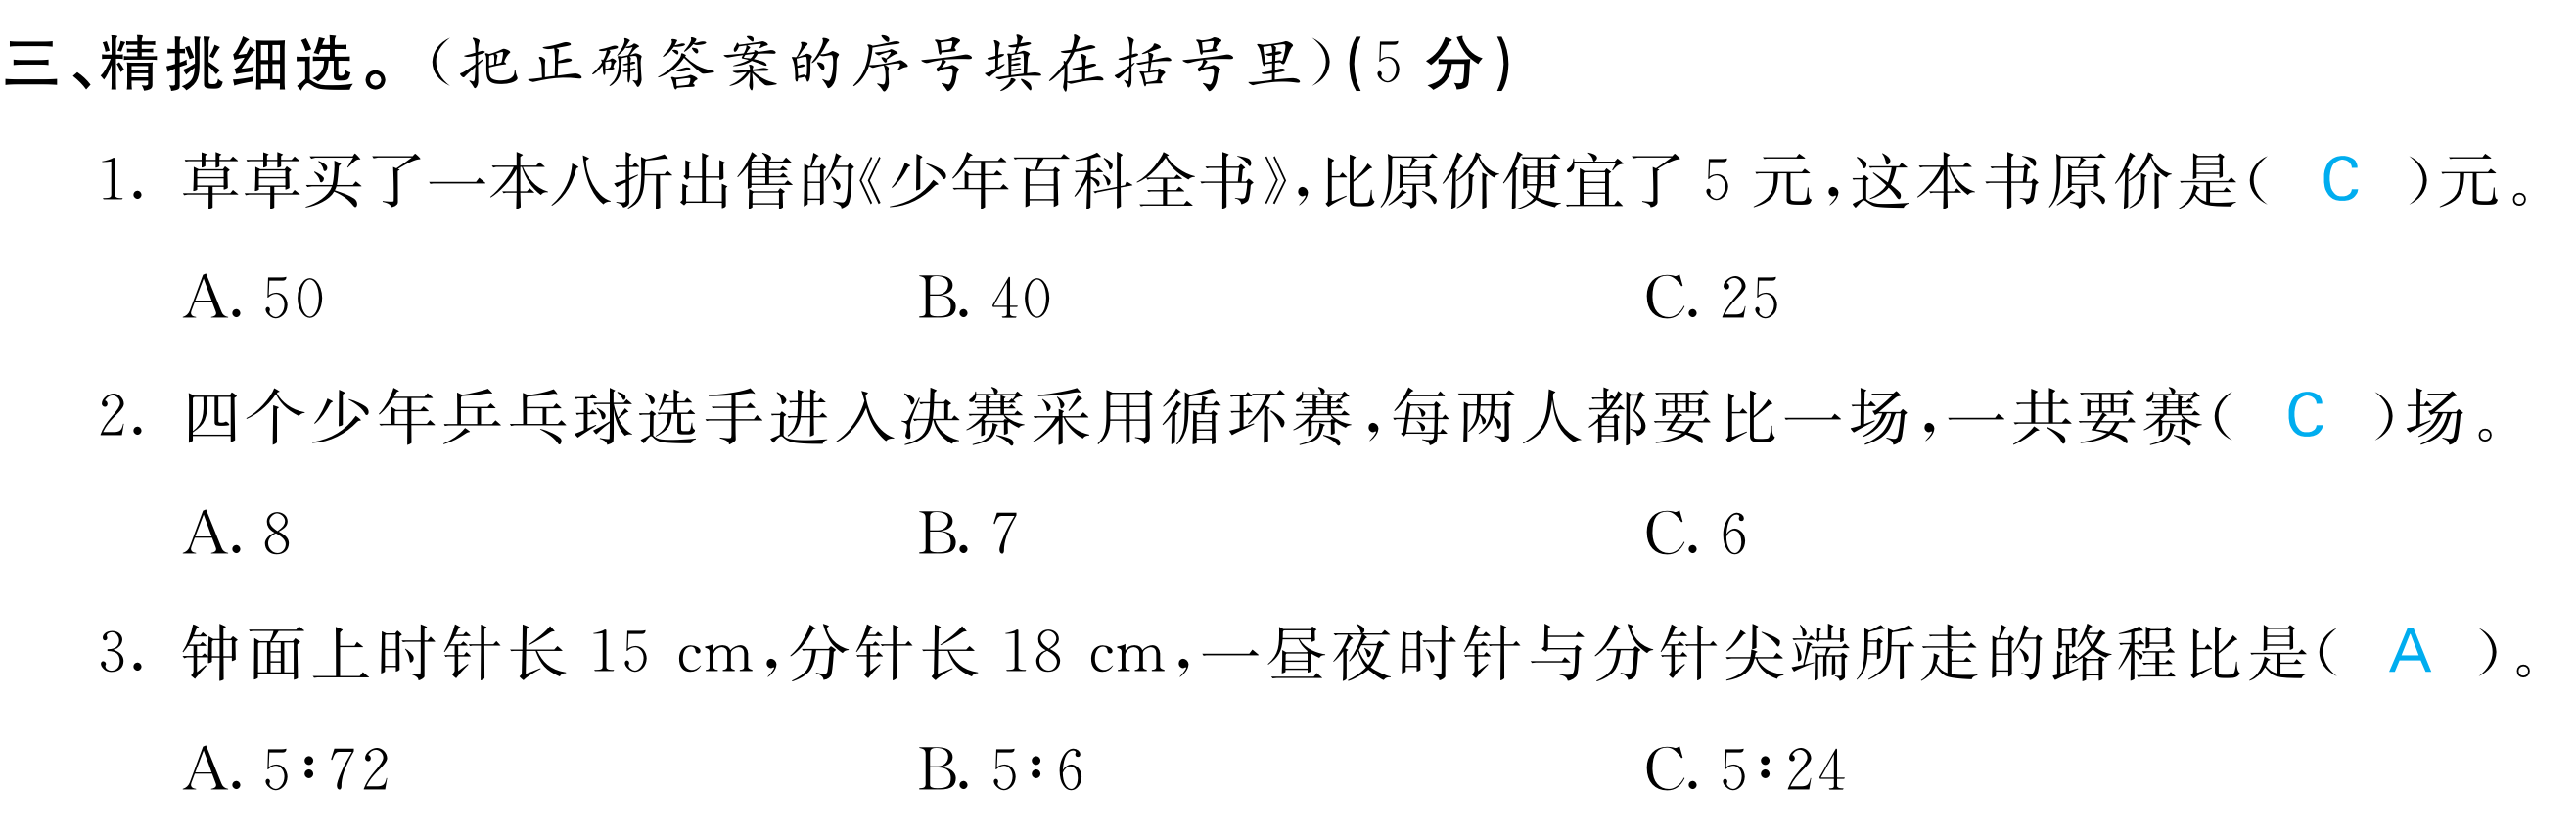 三、精挑细选。(把正确答案的序号填在括号里)(5 分)
1. 草草买了一本八折出售的《少年百科全书》,比原价便宜了 5 元,这本书原价是( C )元。
A. 50 B. 40 C. 25
2. 四个少年乒乓球选手进入决赛采用循环赛,每两人都要比一场,一共要赛( C )场。
A. 8 B. 7 C. 6
3. 钟面上时针长 15 cm,分针长 18 cm,一昼夜时针与分针尖端所走的路程比是( A )。
A. 5∶72 B. 5∶6 C. 5∶24